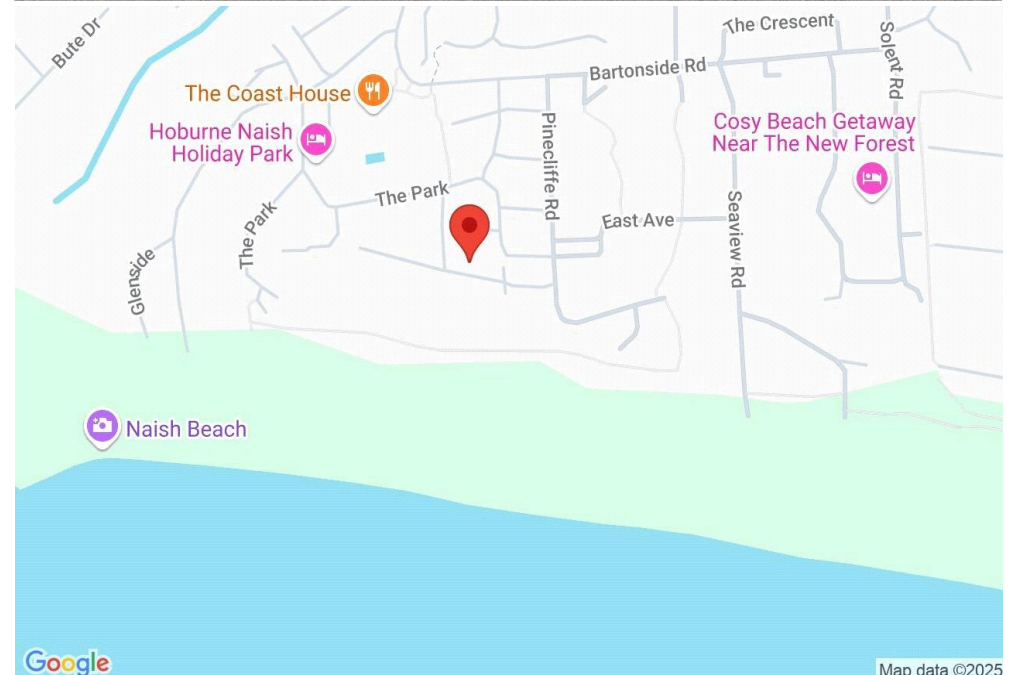 The Crescent
Bute Dr
Solent Rd
Bartonside Rd
The Coast House
Hoburne Naish
Holiday Park
Pinecliffe Rd
Cosy Beach Getaway
Near The New Forest
The Park
The Park
East Ave
Seaview Rd
Glenside
Naish Beach
Google
Map data ©2025